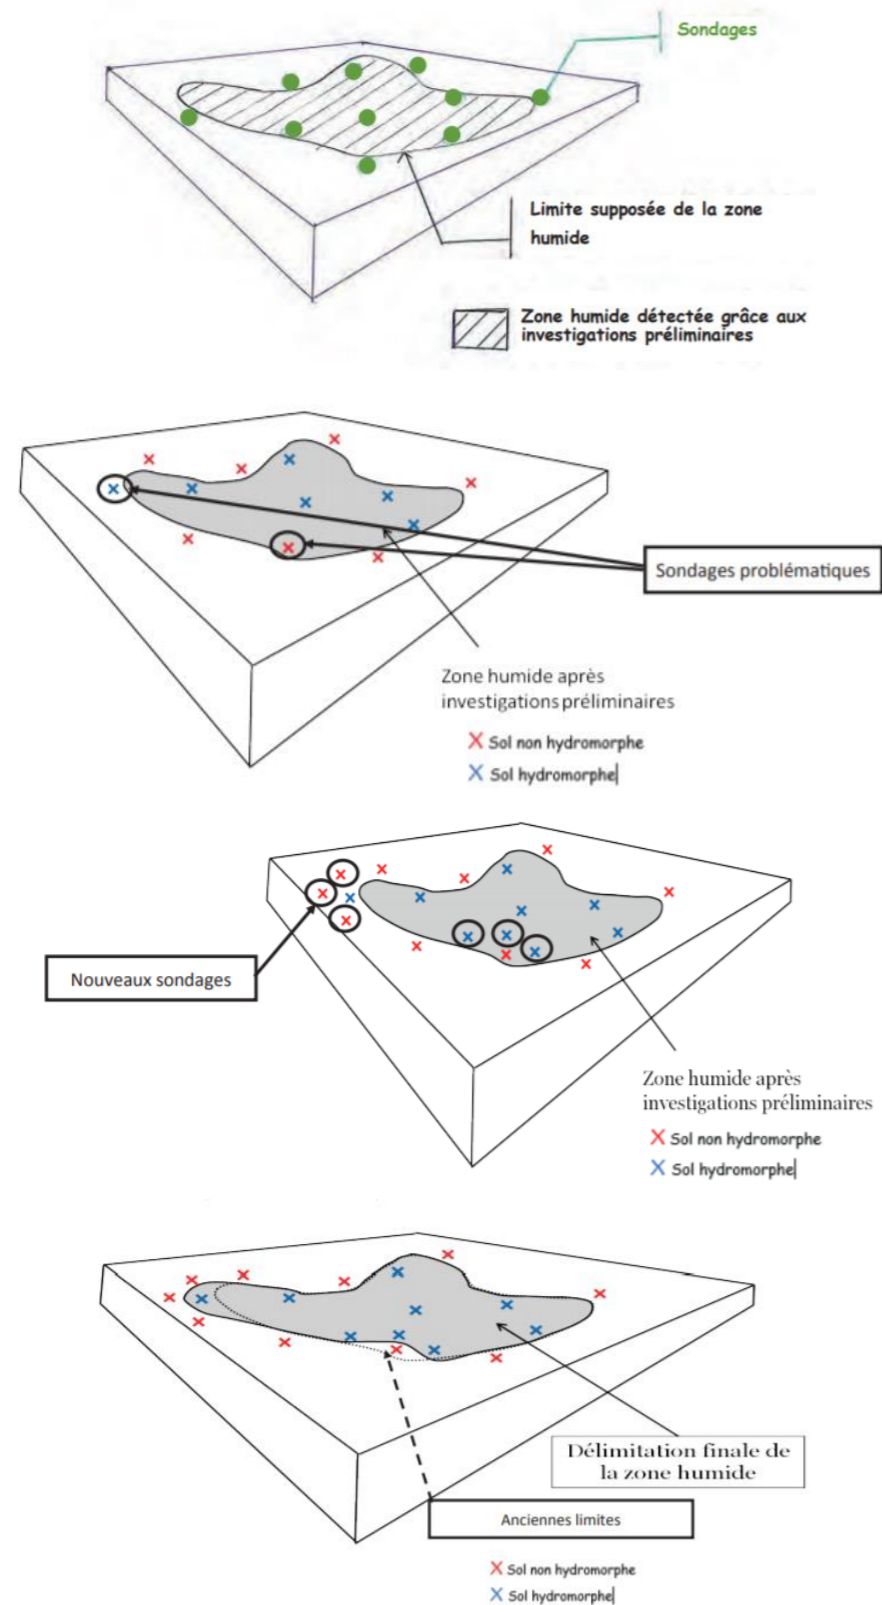 Sondages
Limite supposée de la zone
humide
Zone humide détectée grâce aux
investigations préliminaires
Sondages problématiques
Zone humide après
investigations préliminaires
X Sol non hydromorphe
X Sol hydromorphe
Nouveaux sondages
Zone humide après
investigations préliminaires
X Sol non hydromorphe
X Sol hydromorphe
Délimitation finale de
la zone humide
Anciennes limites
X Sol non hydromorphe
X Sol hydromorphe